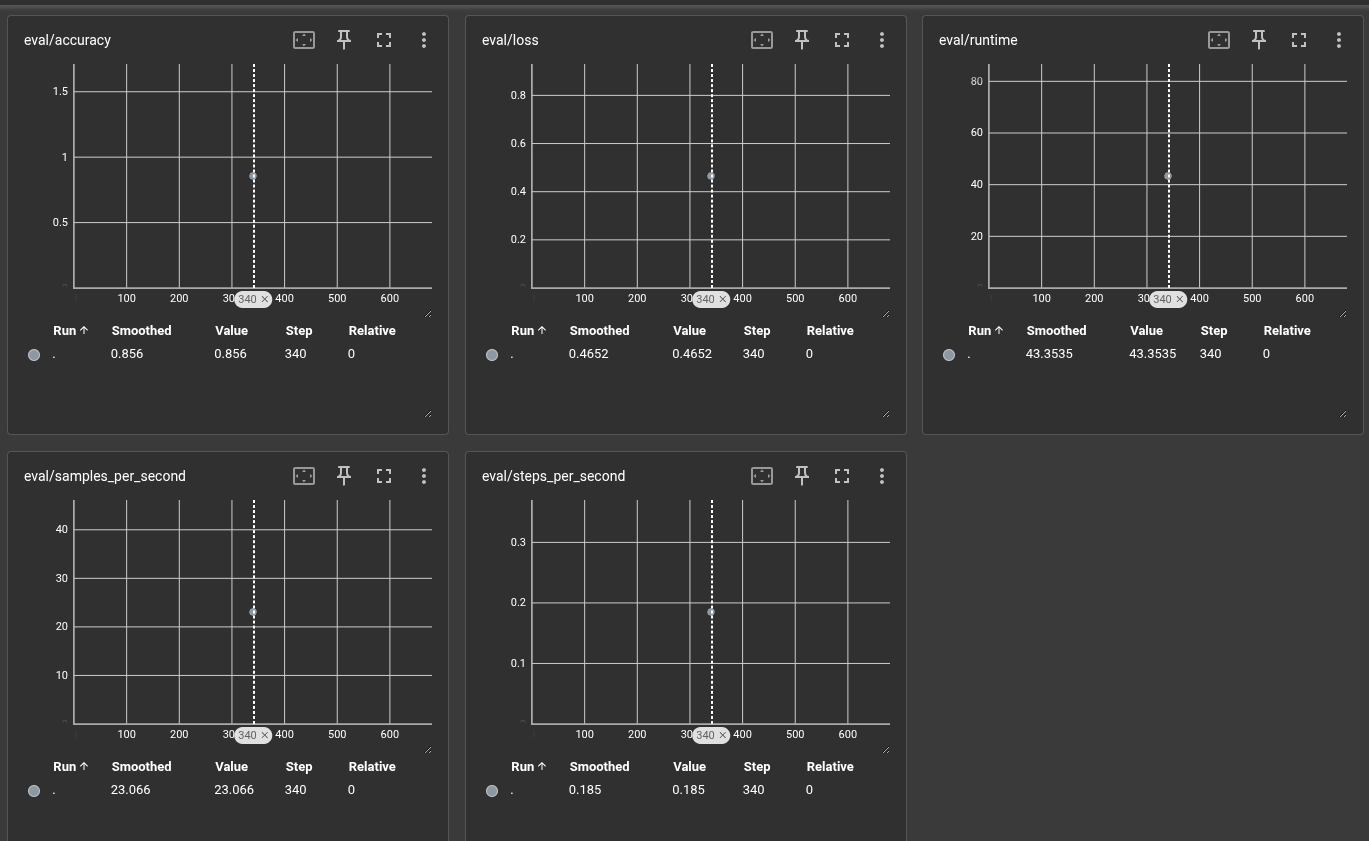 eval/accuracy
1.5
1
0.5
100 200 30 340 × 400 500 600
Run ↑ Smoothed Value Step Relative
. 0.856 0.856 340 0
eval/loss
0.8
0.6
0.4
0.2
100 200 30 340 × 400 500 600
Run ↑ Smoothed Value Step Relative
. 0.4652 0.4652 340 0
eval/runtime
80
60
40
20
100 200 30 340 × 400 500 600
Run ↑ Smoothed Value Step Relative
. 43.3535 43.3535 340 0
eval/samples_per_second
40
30
20
10
100 200 30 340 × 400 500 600
Run ↑ Smoothed Value Step Relative
. 23.066 23.066 340 0
eval/steps_per_second
0.3
0.2
0.1
100 200 30 340 × 400 500 600
Run ↑ Smoothed Value Step Relative
. 0.185 0.185 340 0